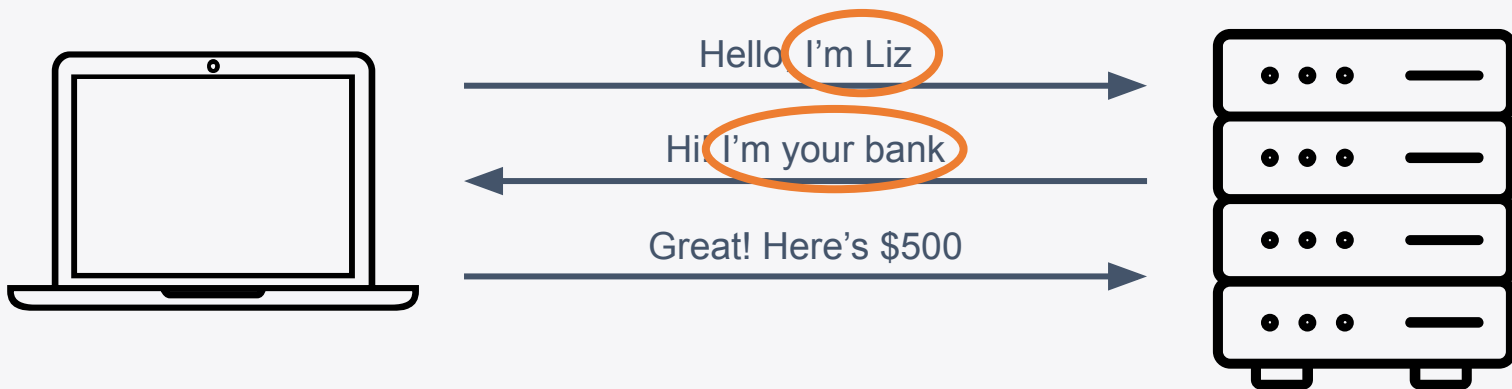 Hello, I’m Liz
Hi! I’m your bank
Great! Here’s $500